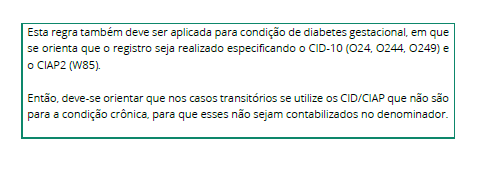 Esta regra também deve ser aplicada para condição de diabetes gestacional, em que
se orienta que o registro seja realizado especificando o CID-10 (O24, O244, O249) e
o CIAP2 (W85).
Então, deve-se orientar que nos casos transitórios se utilize os CID/CIAP que não são
para a condição crônica, para que esses não sejam contabilizados no denominador.